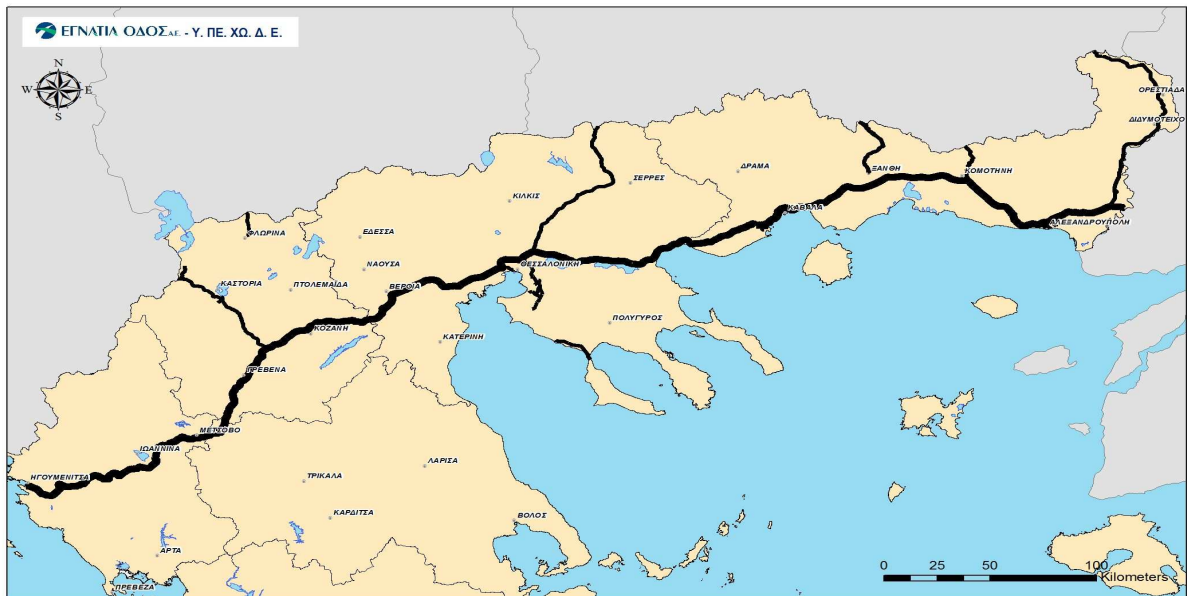 ΕΓΝΑΤΙΑ ΟΔΟΣ Α.Ε. - Υ. ΠΕ. ΧΩ. Δ. Ε.
N
W E
S
ΟΡΕΣΤΙΑΔΑ
ΔΙΔΥΜΟΤΕΙΧΟ
ΔΡΑΜΑ
ΞΑΝΘΗ
ΚΟΜΟΤΗΝΗ
ΣΕΡΡΕΣ
ΚΙΛΚΙΣ
ΚΑΒΑΛΑ
ΑΛΕΞΑΝΔΡΟΥΠΟΛΗ
ΦΛΩΡΙΝΑ
ΕΔΕΣΣΑ
ΝΑΟΥΣΑ
ΘΕΣΣΑΛΟΝΙΚΗ
ΚΑΣΤΟΡΙΑ
ΠΤΟΛΕΜΑΪΔΑ
ΒΕΡΟΙΑ
ΠΟΛΥΓΥΡΟΣ
ΚΟΖΑΝΗ
ΚΑΤΕΡΙΝΗ
ΓΡΕΒΕΝΑ
ΜΕΤΣΟΒΟ
ΙΩΑΝΝΙΝΑ
ΛΑΡΙΣΑ
ΗΓΟΥΜΕΝΙΤΣΑ
ΤΡΙΚΑΛΑ
ΚΑΡΔΙΤΣΑ
ΒΟΛΟΣ
ΑΡΤΑ
ΠΡΕΒΕΖΑ
0 25 50 100
Kilometers